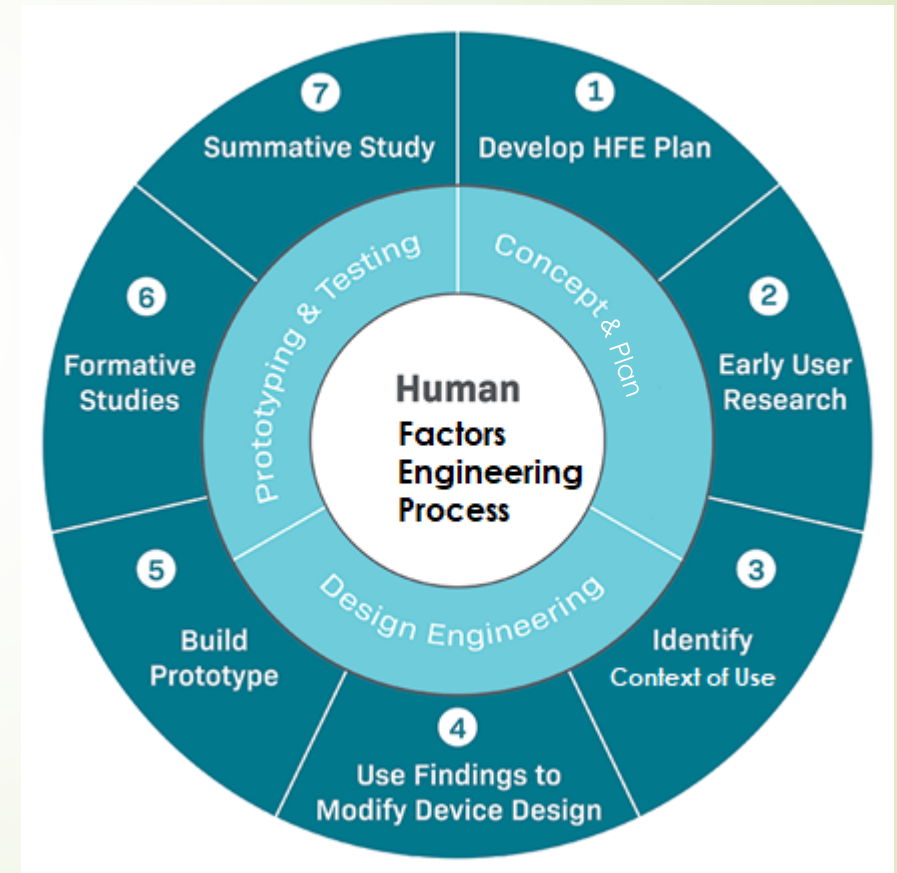 1
Develop HFE Plan
2
Early User
Research
3
Identify
Context of Use
4
Use Findings to
Modify Device Design
5
Build
Prototype
6
Formative
Studies
7
Summative Study
Concept & Plan
Design Engineering
Prototyping & Testing
Human
Factors
Engineering
Process